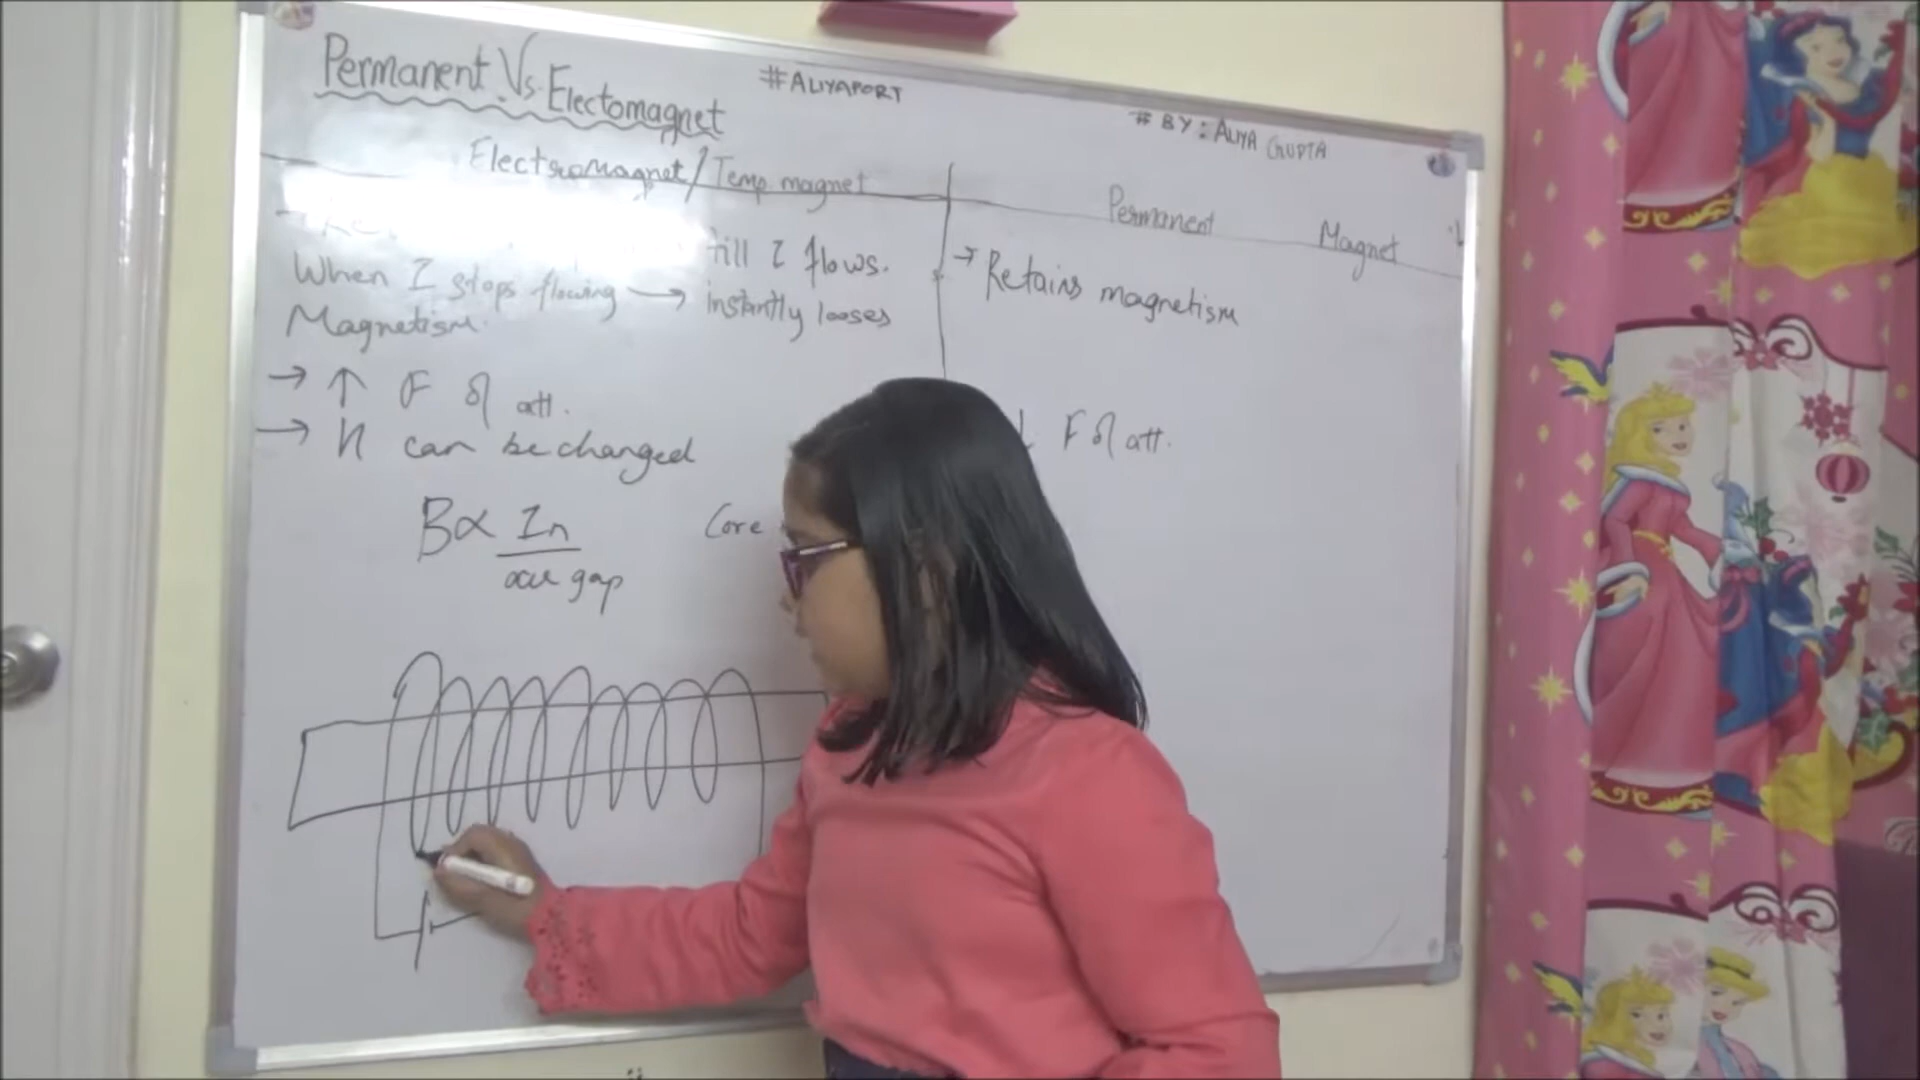 Permanent Vs. Electomagnet
#ALIYAPORT
# BY: ALIYA GUPTA
Electromagnet/Temp. magnet
till I flows.
When I stops flowing → instantly looses
Magnetism.
→ ↑ F of att.
→ n can be changed
B∝ In
air gap
Core
Permanent Magnet
→ Retains magnetism
↓ F of att.